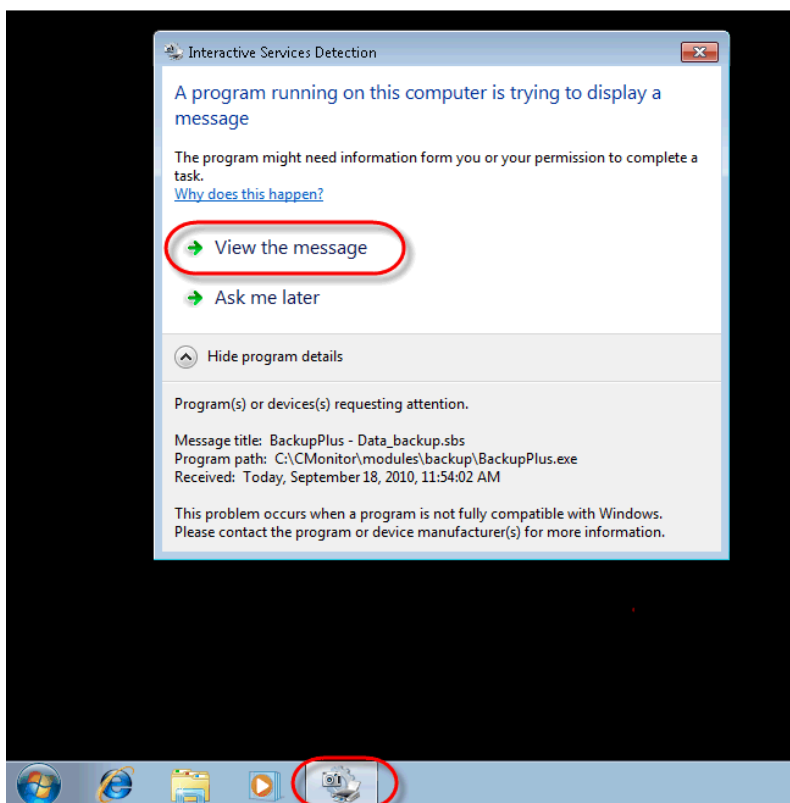 Interactive Services Detection
A program running on this computer is trying to display a
message
The program might need information form you or your permission to complete a
task.
Why does this happen?
View the message
Ask me later
Hide program details
Program(s) or devices(s) requesting attention.
Message title: BackupPlus - Data_backup.sbs
Program path: C:\CMonitor\modules\backup\BackupPlus.exe
Received: Today, September 18, 2010, 11:54:02 AM
This problem occurs when a program is not fully compatible with Windows.
Please contact the program or device manufacturer(s) for more information.